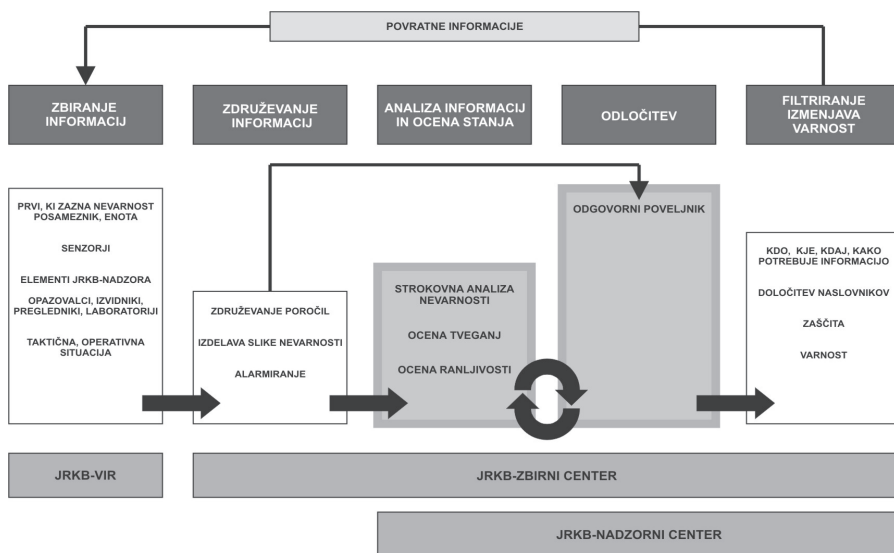 POVRATNE INFORMACIJE
ZBIRANJE
INFORMACIJ
ZDRUŽEVANJE
INFORMACIJ
ANALIZA INFORMACIJ
IN OCENA STANJA
ODLOČITEV
FILTRIRANJE
IZMENJAVA
VARNOST
PRVI, KI ZAZNA NEVARNOST
POSAMEZNIK, ENOTA
SENZORJI
ELEMENTI JRKB-NADZORA
OPAZOVALCI, IZVIDNIKI,
PREGLEDNIKI, LABORATORIJI
TAKTIČNA, OPERATIVNA
SITUACIJA
ZDRUŽEVANJE POROČIL
IZDELAVA SLIKE NEVARNOSTI
ALARMIRANJE
STROKOVNA ANALIZA
NEVARNOSTI
OCENA TVEGANJ
OCENA RANLJIVOSTI
ODGOVORNI POVELJNIK
KDO, KJE, KDAJ, KAKO
POTREBUJE INFORMACIJO
DOLOČITEV NASLOVNIKOV
ZAŠČITA
VARNOST
JRKB-VIR
JRKB-ZBIRNI CENTER
JRKB-NADZORNI CENTER